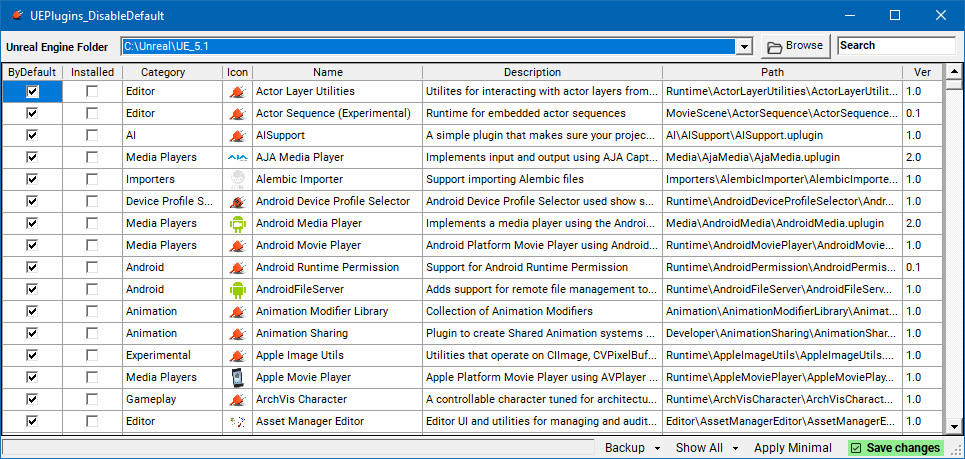 UEPlugins_DisableDefault
Unreal Engine Folder C:\Unreal\UE_5.1 Browse Search
ByDefault Installed Category Icon Name Description Path Ver
Editor Actor Layer Utilities Utilites for interacting with actor layers from... Runtime\ActorLayerUtilities\ActorLayerUtilit... 1.0
Editor Actor Sequence (Experimental) Runtime for embedded actor sequences MovieScene\ActorSequence\ActorSequence... 0.1
AI AISupport A simple plugin that makes sure your projec... AI\AISupport\AISupport.uplugin 1.0
Media Players AJA AJA Media Player Implements input and output using AJA Capt... Media\AjaMedia\AjaMedia.uplugin 2.0
Importers Alembic Importer Support importing Alembic files Importers\AlembicImporter\AlembicImporte... 1.0
Device Profile S... Android Device Profile Selector Android Device Profile Selector used show s... Runtime\AndroidDeviceProfileSelector\Andr... 1.0
Media Players Android Media Player Implements a media player using the Androi... Media\AndroidMedia\AndroidMedia.uplugin 2.0
Media Players Android Movie Player Android Platform Movie Player using Android... Runtime\AndroidMoviePlayer\AndroidMovie... 1.0
Android Android Runtime Permission Support for Android Runtime Permission Runtime\AndroidPermission\AndroidPermis... 0.1
Android AndroidFileServer Adds support for remote file management to... Runtime\AndroidFileServer\AndroidFileServ... 1.0
Animation Animation Modifier Library Collection of Animation Modifiers Animation\AnimationModifierLibrary\Animat... 1.0
Animation Animation Sharing Plugin to create Shared Animation systems ... Developer\AnimationSharing\AnimationShar... 1.0
Experimental Apple Image Utils Utilities that operate on CIImage, CVPixelBuf... Runtime\AppleImageUtils\AppleImageUtils.... 1.0
Media Players Apple Movie Player Apple Platform Movie Player using AVPlayer Runtime\AppleMoviePlayer\AppleMoviePlay... 1.0
Gameplay ArchVis Character A controllable character tuned for architectu... Runtime\ArchVisCharacter\ArchVisCharact... 1.0
Editor Asset Manager Editor Editor UI and utilities for managing and audit... Editor\AssetManagerEditor\AssetManagerE... 1.0
Backup Show All Apply Minimal Save changes